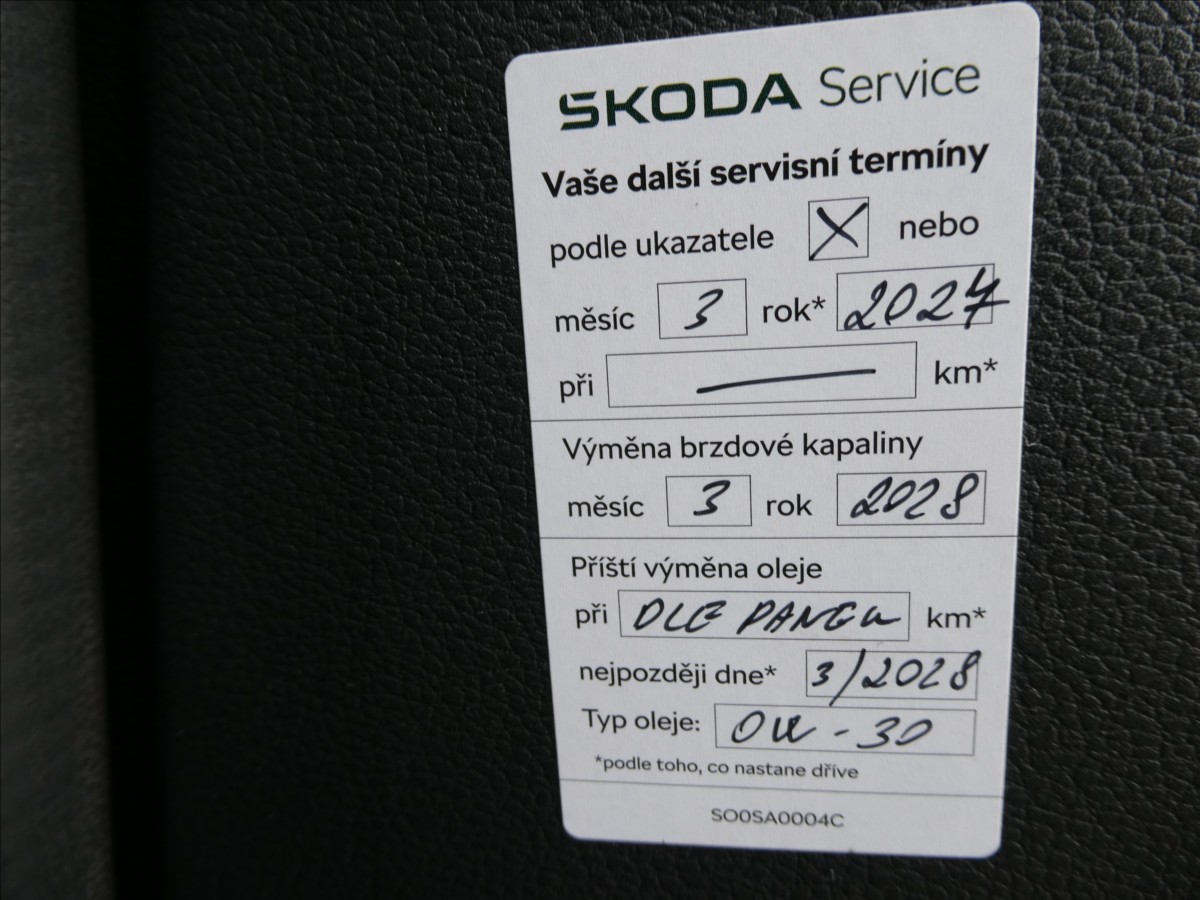 SKODA Service
Vaše další servisní termíny
podle ukazatele X nebo
měsíc 3 rok* 2027
při — km*
Výměna brzdové kapaliny
měsíc 3 rok 2028
Příští výměna oleje
při DLE PANELU km*
nejpozději dne* 3/2028
Typ oleje: OW-30
*podle toho, co nastane dříve
SO0SA0004C